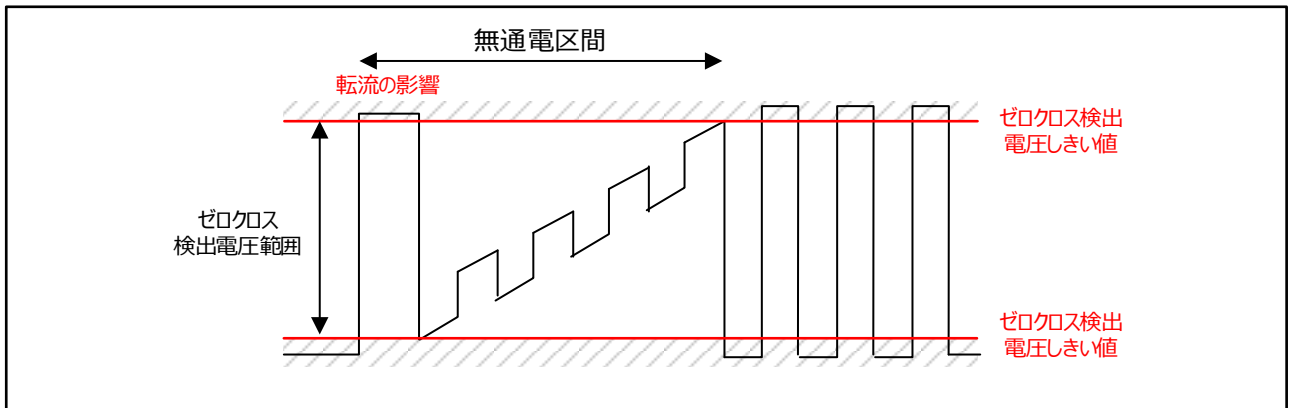 無通電区間
転流の影響
ゼロクロス検出
電圧しきい値
ゼロクロス
検出電圧範囲
ゼロクロス検出
電圧しきい値